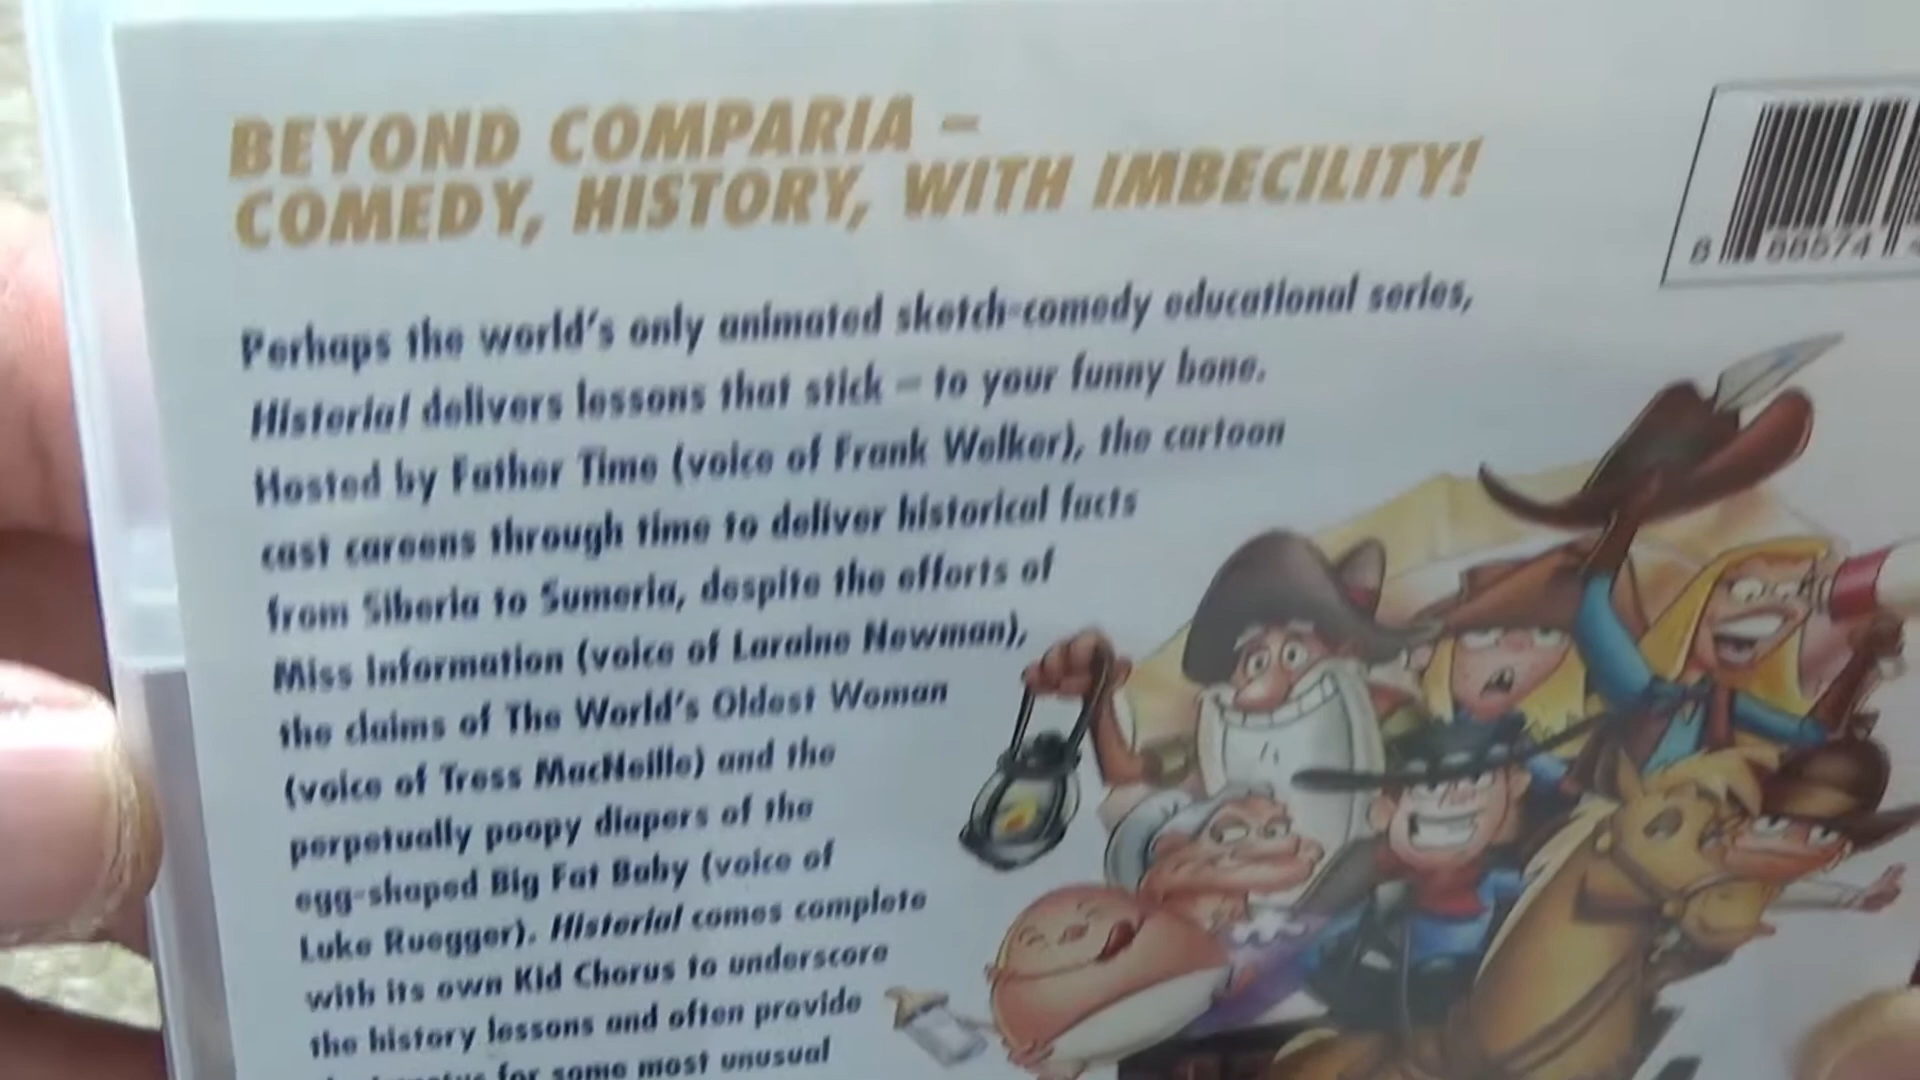 BEYOND COMPARIA –
COMEDY, HISTORY, WITH IMBECILITY!
Perhaps the world's only animated sketch-comedy educational series,
Histeria! delivers lessons that stick – to your funny bone.
Hosted by Father Time (voice of Frank Welker), the cartoon
cast careens through time to deliver historical facts
from Siberia to Sumeria, despite the efforts of
Miss Information (voice of Laraine Newman),
the claims of The World's Oldest Woman
(voice of Tress MacNeille) and the
perpetually poopy diapers of the
egg-shaped Big Fat Baby (voice of
Luke Ruegger). Histeria! comes complete
with its own Kid Chorus to underscore
the history lessons and often provide
for some most unusual
8 88574